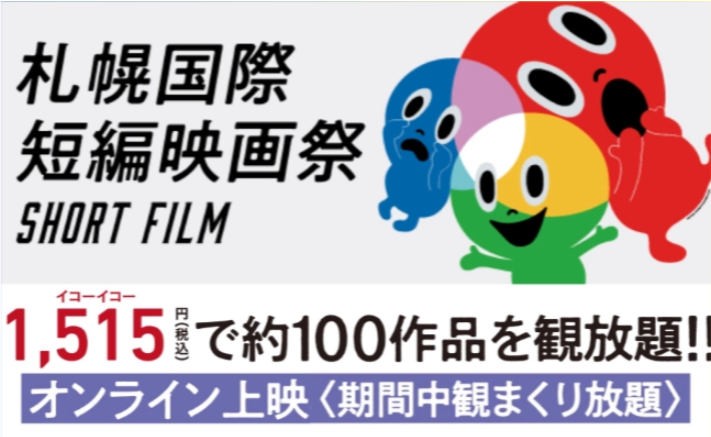 札幌国際
短編映画祭
SHORT FILM
イコーイコー
1,515円(税込)で約100作品を観放題!!
オンライン上映〈期間中観まくり放題〉